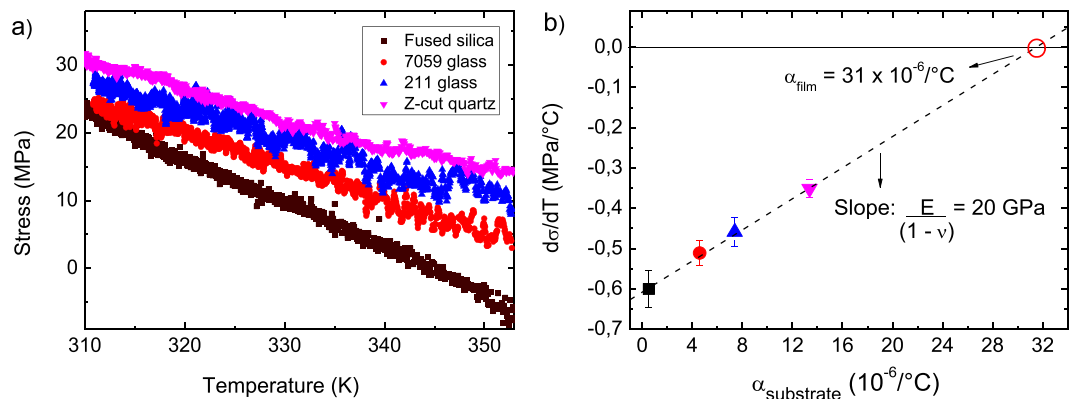 a)
Stress (MPa)
30
20
10
0
310
320
330
340
350
Temperature (K)
Fused silica
7059 glass
211 glass
Z-cut quartz
b)
dσ/dT (MPa/°C)
0,0
-0,1
-0,2
-0,3
-0,4
-0,5
-0,6
-0,7
0
4
8
12
16
20
24
28
32
α_substrate (10⁻⁶/°C)
α_film = 31 x 10⁻⁶/°C
Slope: E/(1 - ν) = 20 GPa